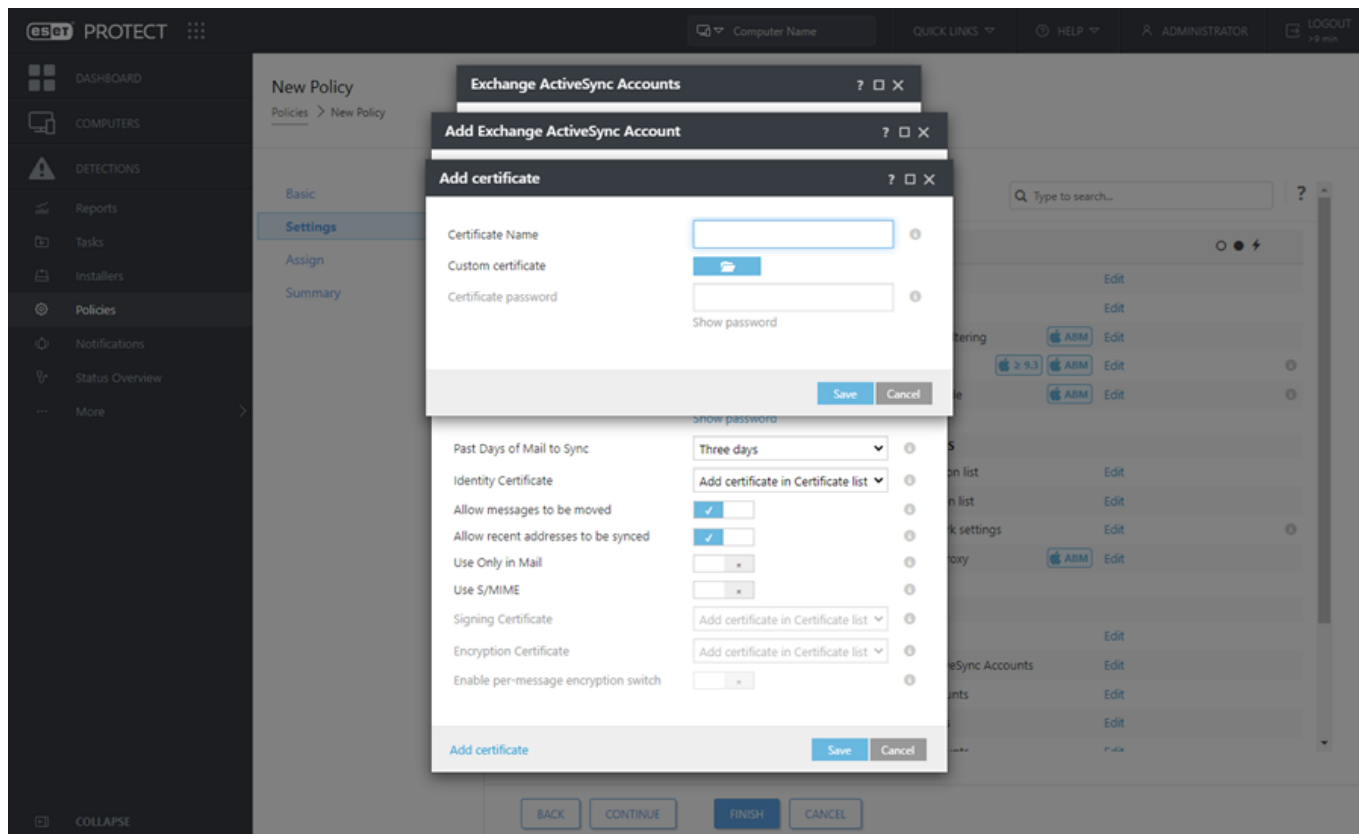 eset PROTECT
Computer Name
QUICK LINKS
HELP
ADMINISTRATOR
LOGOUT
>9 min
DASHBOARD
COMPUTERS
DETECTIONS
Reports
Tasks
Installers
Policies
Notifications
Status Overview
More
COLLAPSE
New Policy
Policies > New Policy
Basic
Settings
Assign
Summary
Exchange ActiveSync Accounts ?
Add Exchange ActiveSync Account ?
Add certificate ?
Certificate Name
Custom certificate
Certificate password
Show password
Save Cancel
Show password
Past Days of Mail to Sync Three days
Identity Certificate Add certificate in Certificate list
Allow messages to be moved
Allow recent addresses to be synced
Use Only in Mail
Use S/MIME
Signing Certificate Add certificate in Certificate list
Encryption Certificate Add certificate in Certificate list
Enable per-message encryption switch
Add certificate Save Cancel
Type to search... ?
Edit
Edit
tering ABM Edit
≥ 9.3 ABM Edit
le ABM Edit
s
on list Edit
n list Edit
k settings Edit
oxy ABM Edit
Edit
eSync Accounts Edit
unts Edit
s Edit
unts Edit
BACK CONTINUE FINISH CANCEL